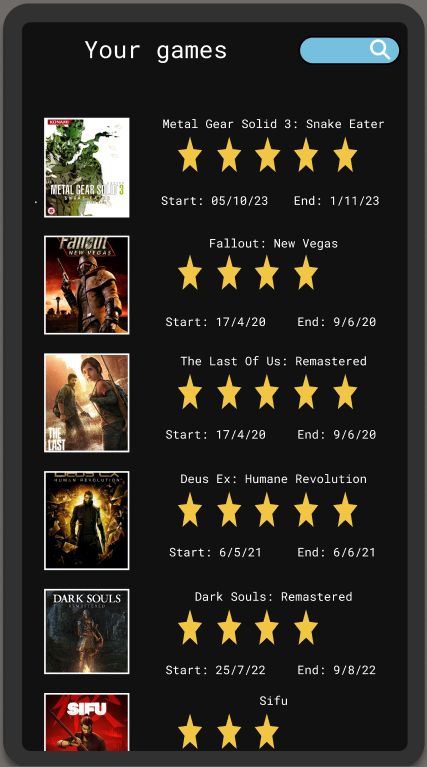 Your games
Metal Gear Solid 3: Snake Eater
KONAMI
METAL GEAR SOLID 3
SNAKE EATER
Start: 05/10/23 End: 1/11/23
Fallout: New Vegas
Fallout
NEW VEGAS
Start: 17/4/20 End: 9/6/20
The Last Of Us: Remastered
THE
LAST
Start: 17/4/20 End: 9/6/20
Deus Ex: Humane Revolution
DEUS EX
HUMAN REVOLUTION
Start: 6/5/21 End: 6/6/21
Dark Souls: Remastered
DARK SOULS
REMASTERED
Start: 25/7/22 End: 9/8/22
Sifu
SIFU